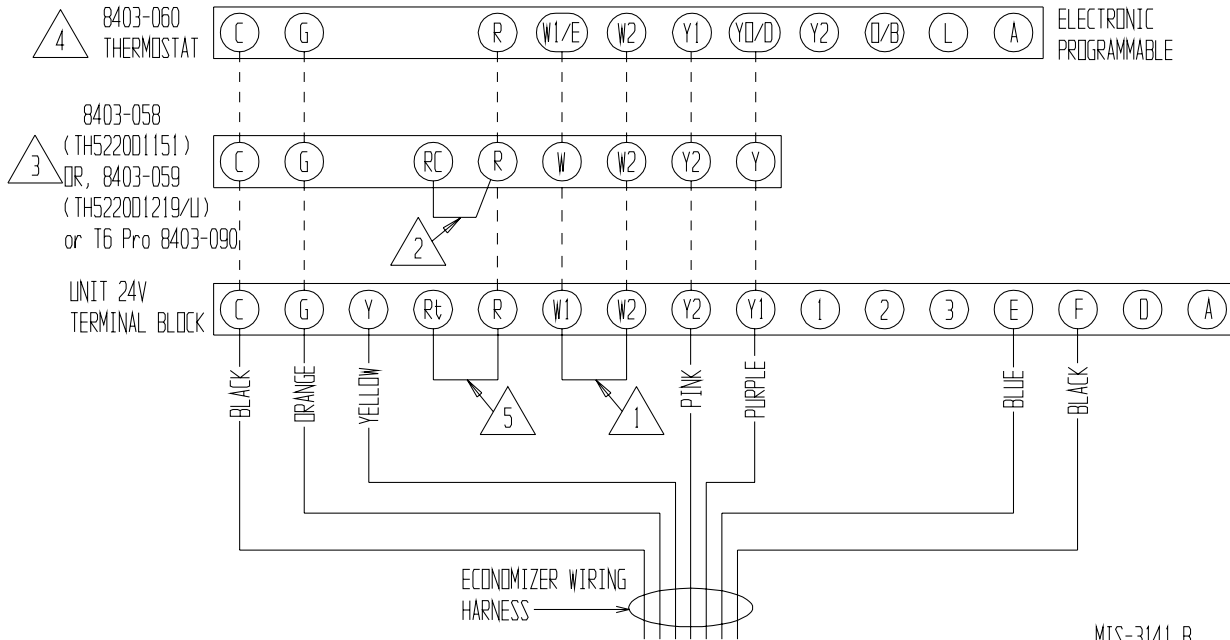 4
8403-060
THERMOSTAT
C G R W1/E W2 Y1 YO/D Y2 O/B L A
ELECTRONIC
PROGRAMMABLE
3
8403-058
(TH5220D1151)
OR, 8403-059
(TH5220D1219/U)
or T6 Pro 8403-090
C G RC R W W2 Y2 Y
2
UNIT 24V
TERMINAL BLOCK
C G Y Rt R W1 W2 Y2 Y1 1 2 3 E F D A
BLACK
ORANGE
YELLOW
5
1
PINK
PURPLE
BLUE
BLACK
ECONOMIZER WIRING
HARNESS
MIS-3141 B